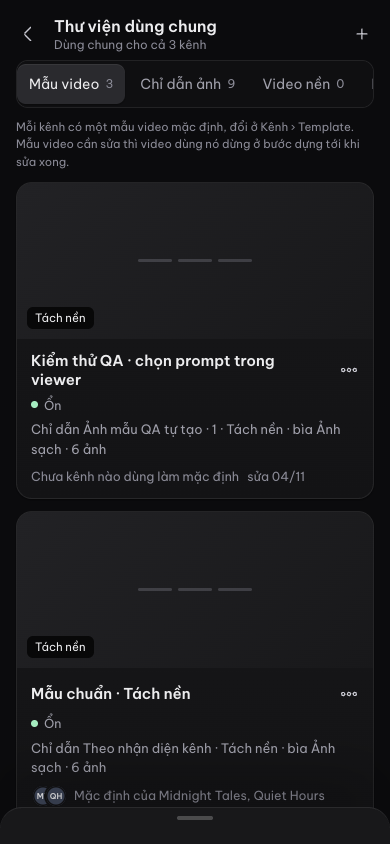 Thư viện dùng chung
Dùng chung cho cả 3 kênh
Mẫu video 3 Chỉ dẫn ảnh 9 Video nền 0
Mỗi kênh có một mẫu video mặc định, đổi ở Kênh › Template.
Mẫu video cần sửa thì video dùng nó dừng ở bước dựng tới khi
sửa xong.
Tách nền
Kiểm thử QA · chọn prompt trong
viewer
Ổn
Chỉ dẫn Ảnh mẫu QA tự tạo · 1 · Tách nền · bìa Ảnh
sạch · 6 ảnh
Chưa kênh nào dùng làm mặc định sửa 04/11
Tách nền
Mẫu chuẩn · Tách nền
Ổn
Chỉ dẫn Theo nhận diện kênh · Tách nền · bìa Ảnh
sạch · 6 ảnh
QH Mặc định của Midnight Tales, Quiet Hours